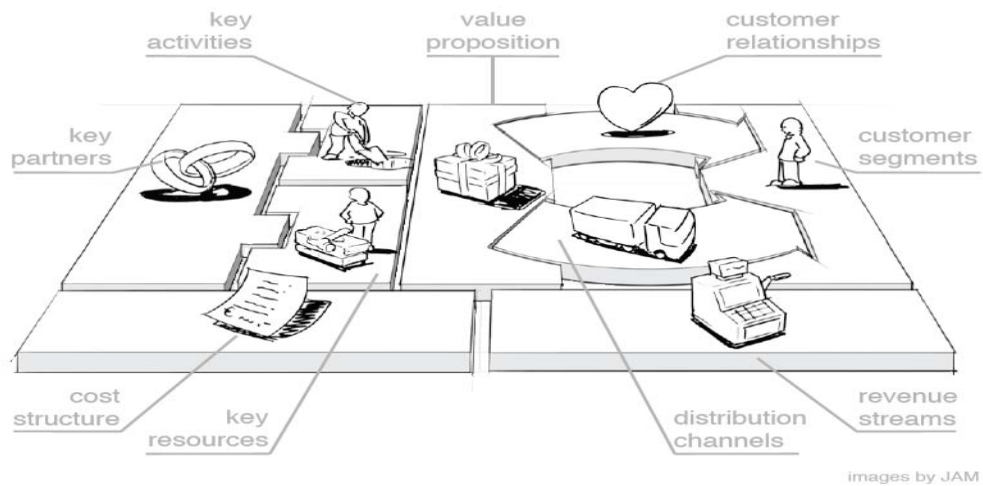 key
activities
value
proposition
customer
relationships
key
partners
customer
segments
cost
structure
key
resources
distribution
channels
revenue
streams
images by JAM